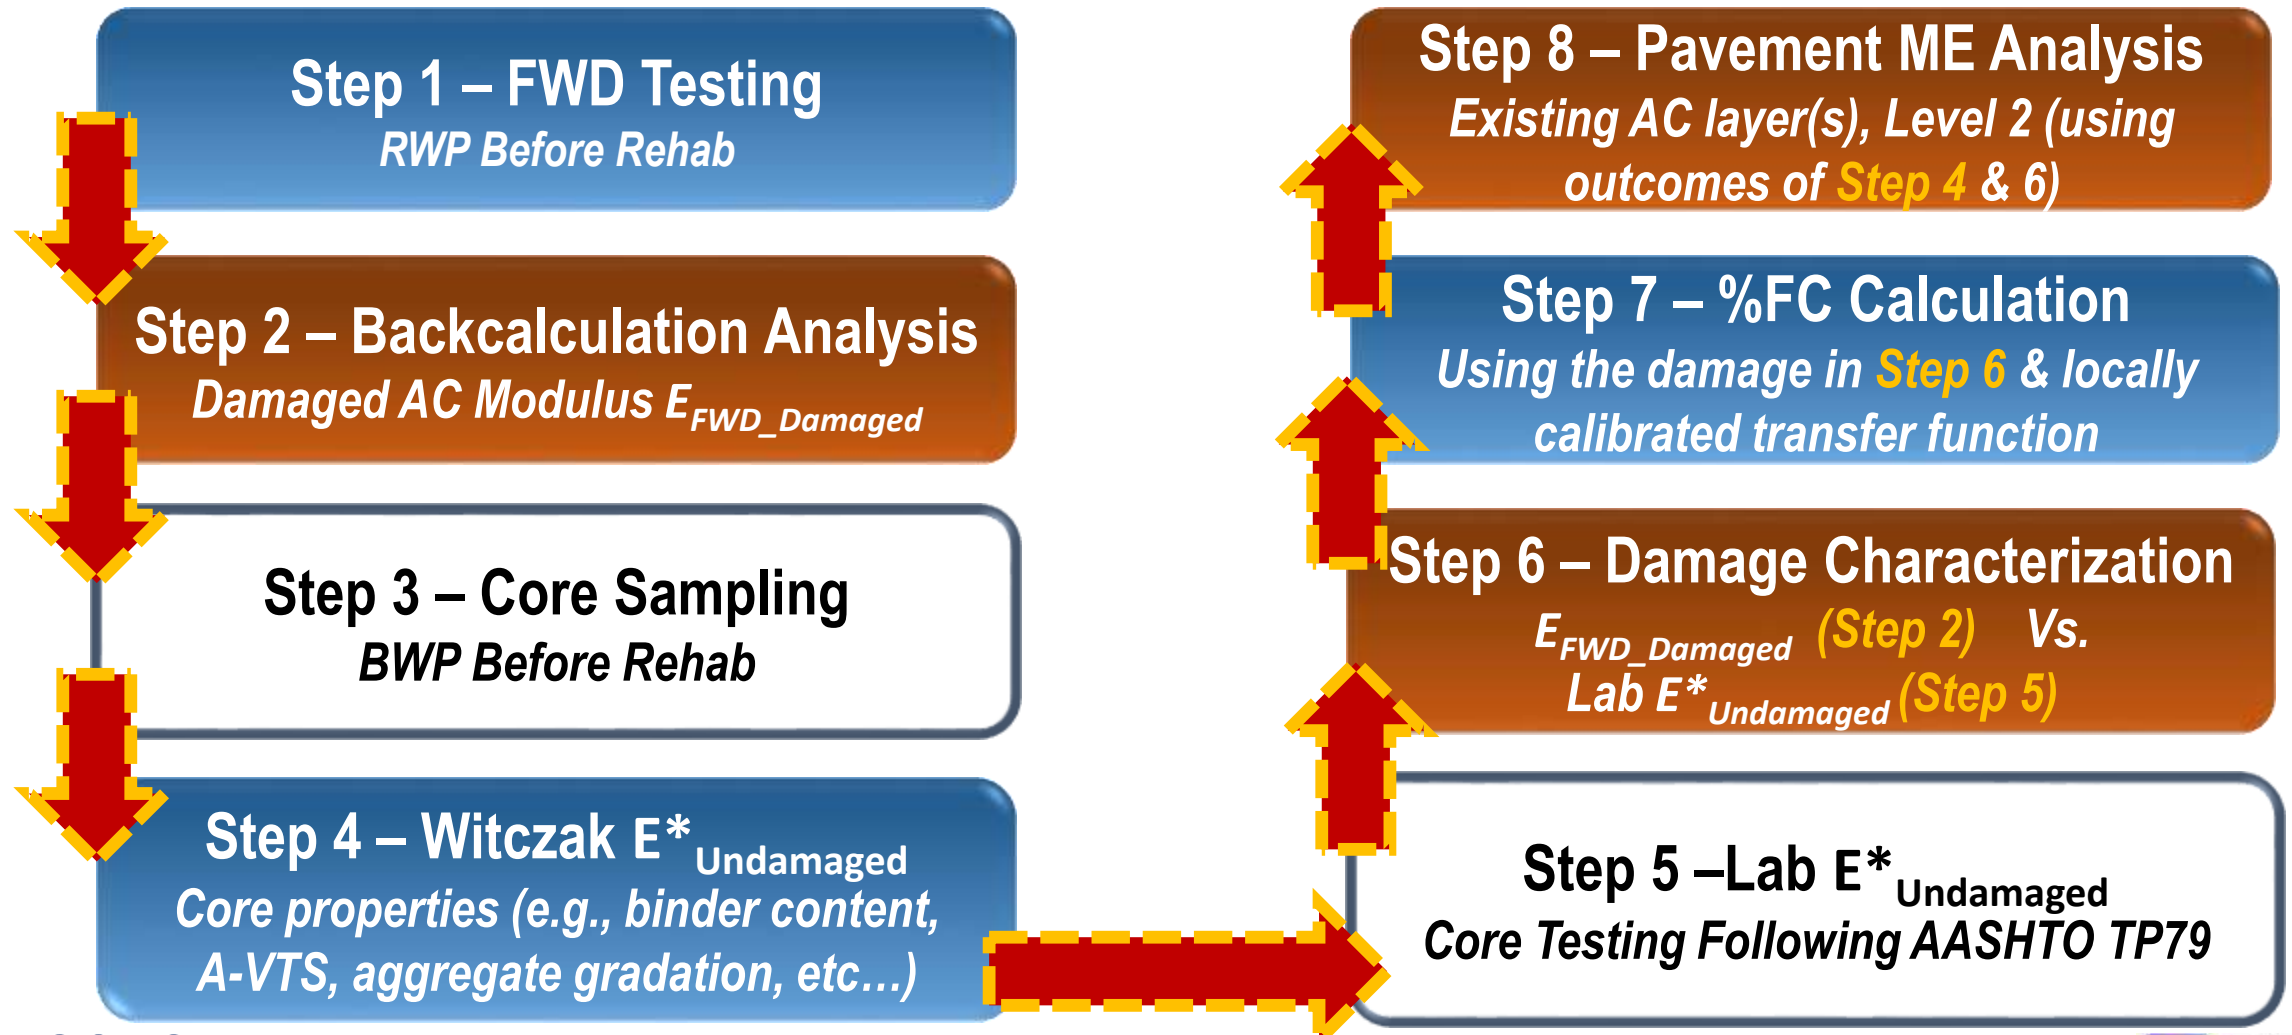 Step 1 – FWD Testing
RWP Before Rehab
Step 2 – Backcalculation Analysis
Damaged AC Modulus E_FWD_Damaged
Step 3 – Core Sampling
BWP Before Rehab
Step 4 – Witczak E*Undamaged
Core properties (e.g., binder content,
A-VTS, aggregate gradation, etc…)
Step 5 –Lab E*Undamaged
Core Testing Following AASHTO TP79
Step 6 – Damage Characterization
E_FWD_Damaged (Step 2) Vs.
Lab E*Undamaged (Step 5)
Step 7 – %FC Calculation
Using the damage in Step 6 & locally
calibrated transfer function
Step 8 – Pavement ME Analysis
Existing AC layer(s), Level 2 (using
outcomes of Step 4 & 6)